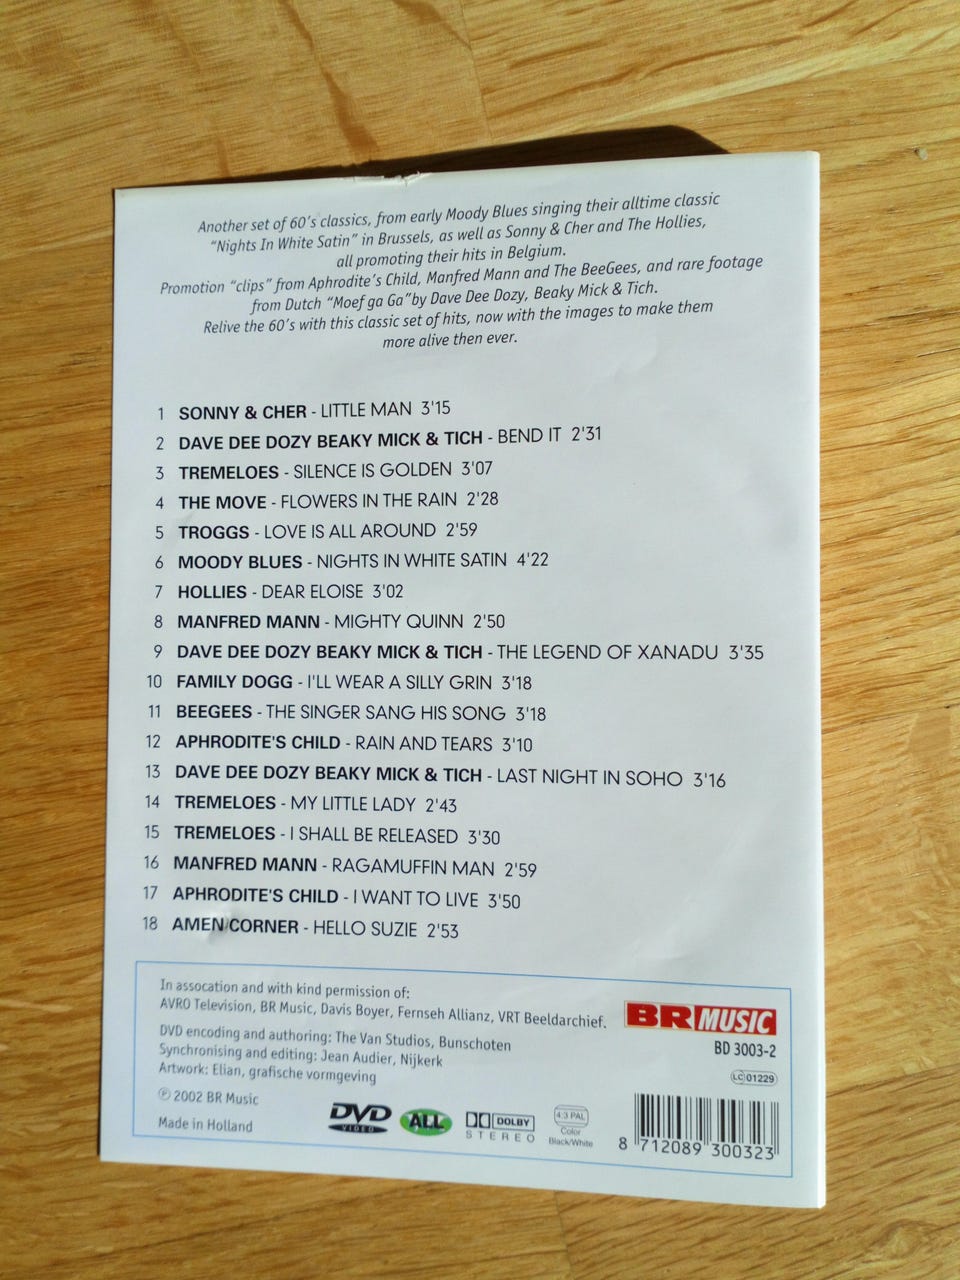 Another set of 60's classics, from early Moody Blues singing their alltime classic
"Nights In White Satin" in Brussels, as well as Sonny & Cher and The Hollies,
all promoting their hits in Belgium.
Promotion "clips" from Aphrodite's Child, Manfred Mann and The BeeGees, and rare footage
from Dutch "Moef ga Ga"by Dave Dee Dozy, Beaky Mick & Tich.
Relive the 60's with this classic set of hits, now with the images to make them
more alive then ever.
1 SONNY & CHER - LITTLE MAN 3'15
2 DAVE DEE DOZY BEAKY MICK & TICH - BEND IT 2'31
3 TREMELOES - SILENCE IS GOLDEN 3'07
4 THE MOVE - FLOWERS IN THE RAIN 2'28
5 TROGGS - LOVE IS ALL AROUND 2'59
6 MOODY BLUES - NIGHTS IN WHITE SATIN 4'22
7 HOLLIES - DEAR ELOISE 3'02
8 MANFRED MANN - MIGHTY QUINN 2'50
9 DAVE DEE DOZY BEAKY MICK & TICH - THE LEGEND OF XANADU 3'35
10 FAMILY DOGG - I'LL WEAR A SILLY GRIN 3'18
11 BEEGEES - THE SINGER SANG HIS SONG 3'18
12 APHRODITE'S CHILD - RAIN AND TEARS 3'10
13 DAVE DEE DOZY BEAKY MICK & TICH - LAST NIGHT IN SOHO 3'16
14 TREMELOES - MY LITTLE LADY 2'43
15 TREMELOES - I SHALL BE RELEASED 3'30
16 MANFRED MANN - RAGAMUFFIN MAN 2'59
17 APHRODITE'S CHILD - I WANT TO LIVE 3'50
18 AMEN CORNER - HELLO SUZIE 2'53
In assocation and with kind permission of:
AVRO Television, BR Music, Davis Boyer, Fernseh Allianz, VRT Beeldarchief.
DVD encoding and authoring: The Van Studios, Bunschoten
Synchronising and editing: Jean Audier, Nijkerk
Artwork: Elian, grafische vormgeving
℗ 2002 BR Music
Made in Holland
BR MUSIC
BD 3003-2
LC 01229
DVD VIDEO
ALL
DOLBY
STEREO
4:3 PAL
Color
Black/White
8 712089 300323